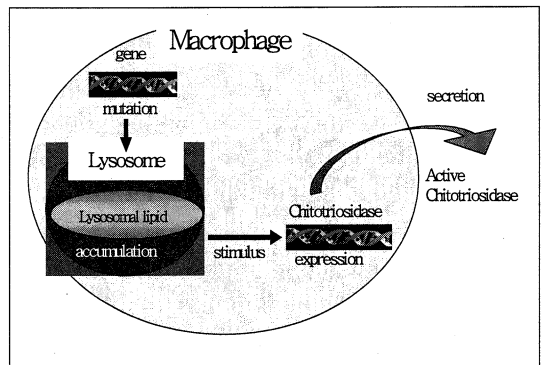 Macrophage
gene
mutation
Lysosome
Lysosomal lipid
accumulation
stimulus
Chitotriosidase
expression
secretion
Active
Chitotriosidase